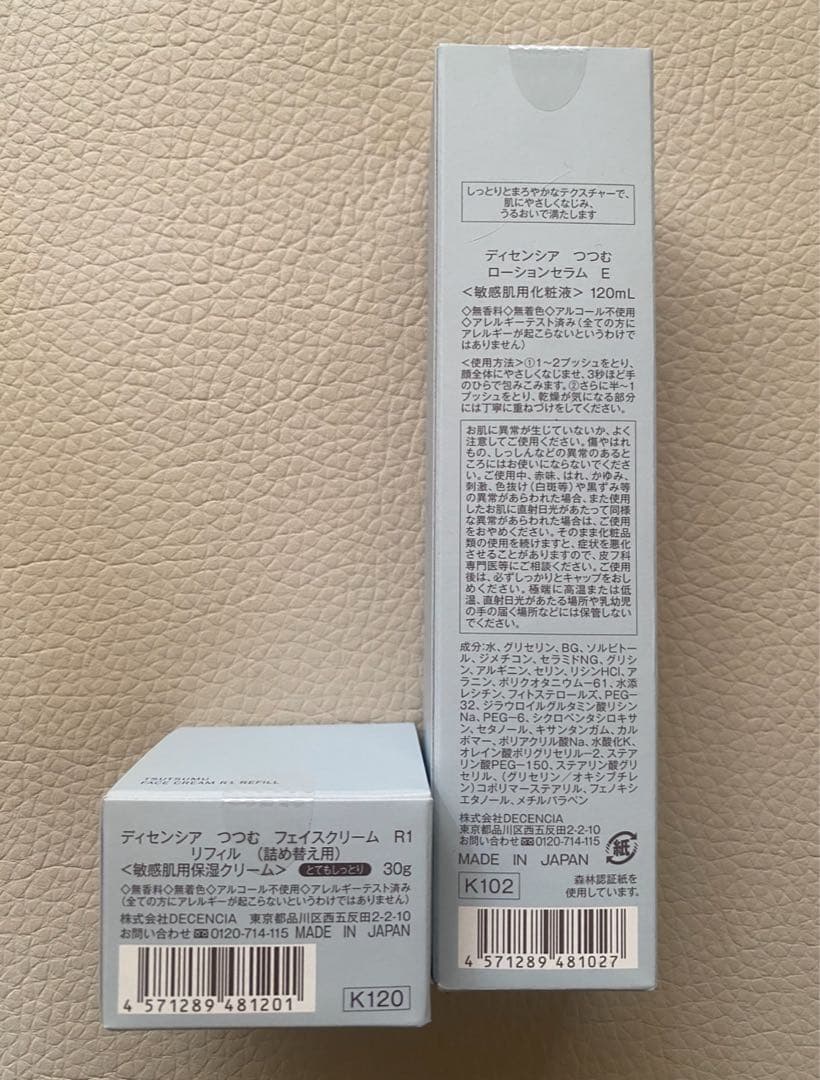 しっとりとまろやかなテクスチャーで、
肌にやさしくなじみ、
うるおいで満たします
ディセンシア つつむ
ローションセラム E
＜敏感肌用化粧液＞ 120mL
◇無香料◇無着色◇アルコール不使用
◇アレルギーテスト済み（全ての方に
アレルギーが起こらないというわけで
はありません）
＜使用方法＞①1〜2プッシュをとり、
顔全体にやさしくなじませ、3秒ほど手
のひらで包みこみます。②さらに半〜1
プッシュをとり、乾燥が気になる部分
には丁寧に重ねづけをしてください。
お肌に異常が生じていないか、よく
注意してご使用ください。傷やはれ
もの、しっしんなどの異常のあると
ころにはお使いにならないでくださ
い。ご使用中、赤味、はれ、かゆみ、
刺激、色抜け（白斑等）や黒ずみ等
の異常があらわれた場合、また使用
したお肌に直射日光があたって同様
な異常があらわれた場合は、ご使用
をおやめください。そのまま化粧品
類の使用を続けますと、症状を悪化
させることがありますので、皮フ科
専門医等にご相談ください。ご使用
後は、必ずしっかりとキャップをおし
めください。極端に高温または低
温、直射日光があたる場所や乳幼児
の手の届く場所などには保管しない
でください。
成分:水、グリセリン、BG、ソルビトー
ル、ジメチコン、セラミドNG、グリシ
ン、アルギニン、セリン、リシンHCl、ア
ラニン、ポリクオタニウム−61、水添
レシチン、フィトステロールズ、PEG−
32、ジラウロイルグルタミン酸リシン
Na、PEG−6、シクロペンタシロキサ
ン、セタノール、キサンタンガム、カル
ボマー、ポリアクリル酸Na、水酸化K、
オレイン酸ポリグリセリル−2、ステア
リン酸PEG−150、ステアリン酸グリ
セリル、（グリセリン／オキシブチレ
ン）コポリマーステアリル、フェノキシ
エタノール、メチルパラベン
株式会社DECENCIA
東京都品川区西五反田2-2-10
お問い合わせ 0120-714-115
MADE IN JAPAN
紙
K102
森林認証紙を
使用しています。
4 571289 481027
TSUTSUMU
FACE CREAM R1 REFILL
ディセンシア つつむ フェイスクリーム R1
リフィル （詰め替え用）
＜敏感肌用保湿クリーム＞ とてもしっとり 30g
◇無香料◇無着色◇アルコール不使用◇アレルギーテスト済み
（全ての方にアレルギーが起こらないというわけではありません）
株式会社DECENCIA 東京都品川区西五反田2-2-10
お問い合わせ 0120-714-115 MADE IN JAPAN
4 571289 481201
K120